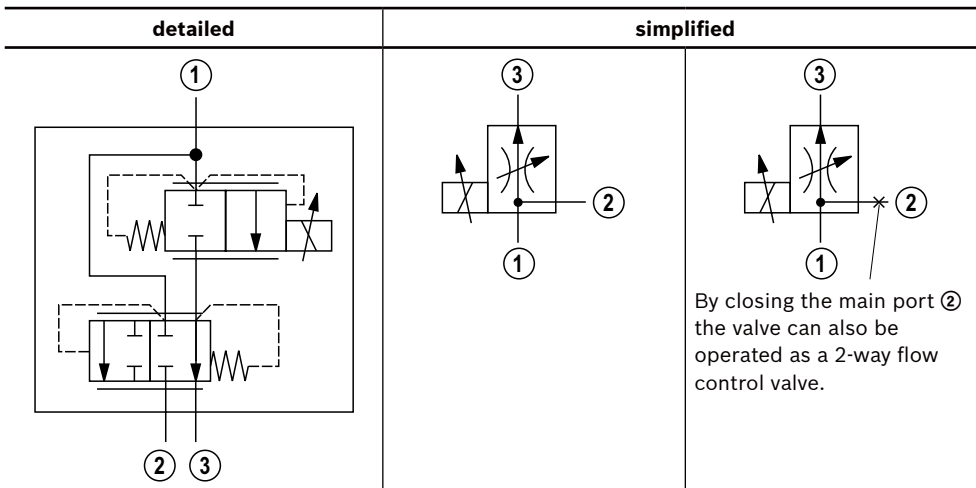 detailed
simplified
①
②
③
③
②
①
③
②
①
By closing the main port ②
the valve can also be
operated as a 2-way flow
control valve.